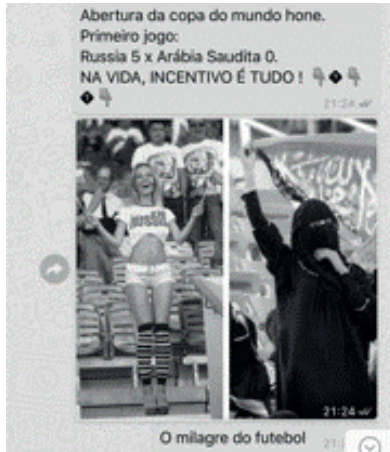 Abertura da copa do mundo hone.
Primeiro jogo:
Russia 5 x Arábia Saudita 0.
NA VIDA, INCENTIVO É TUDO !
21:24
21:24
O milagre do futebol